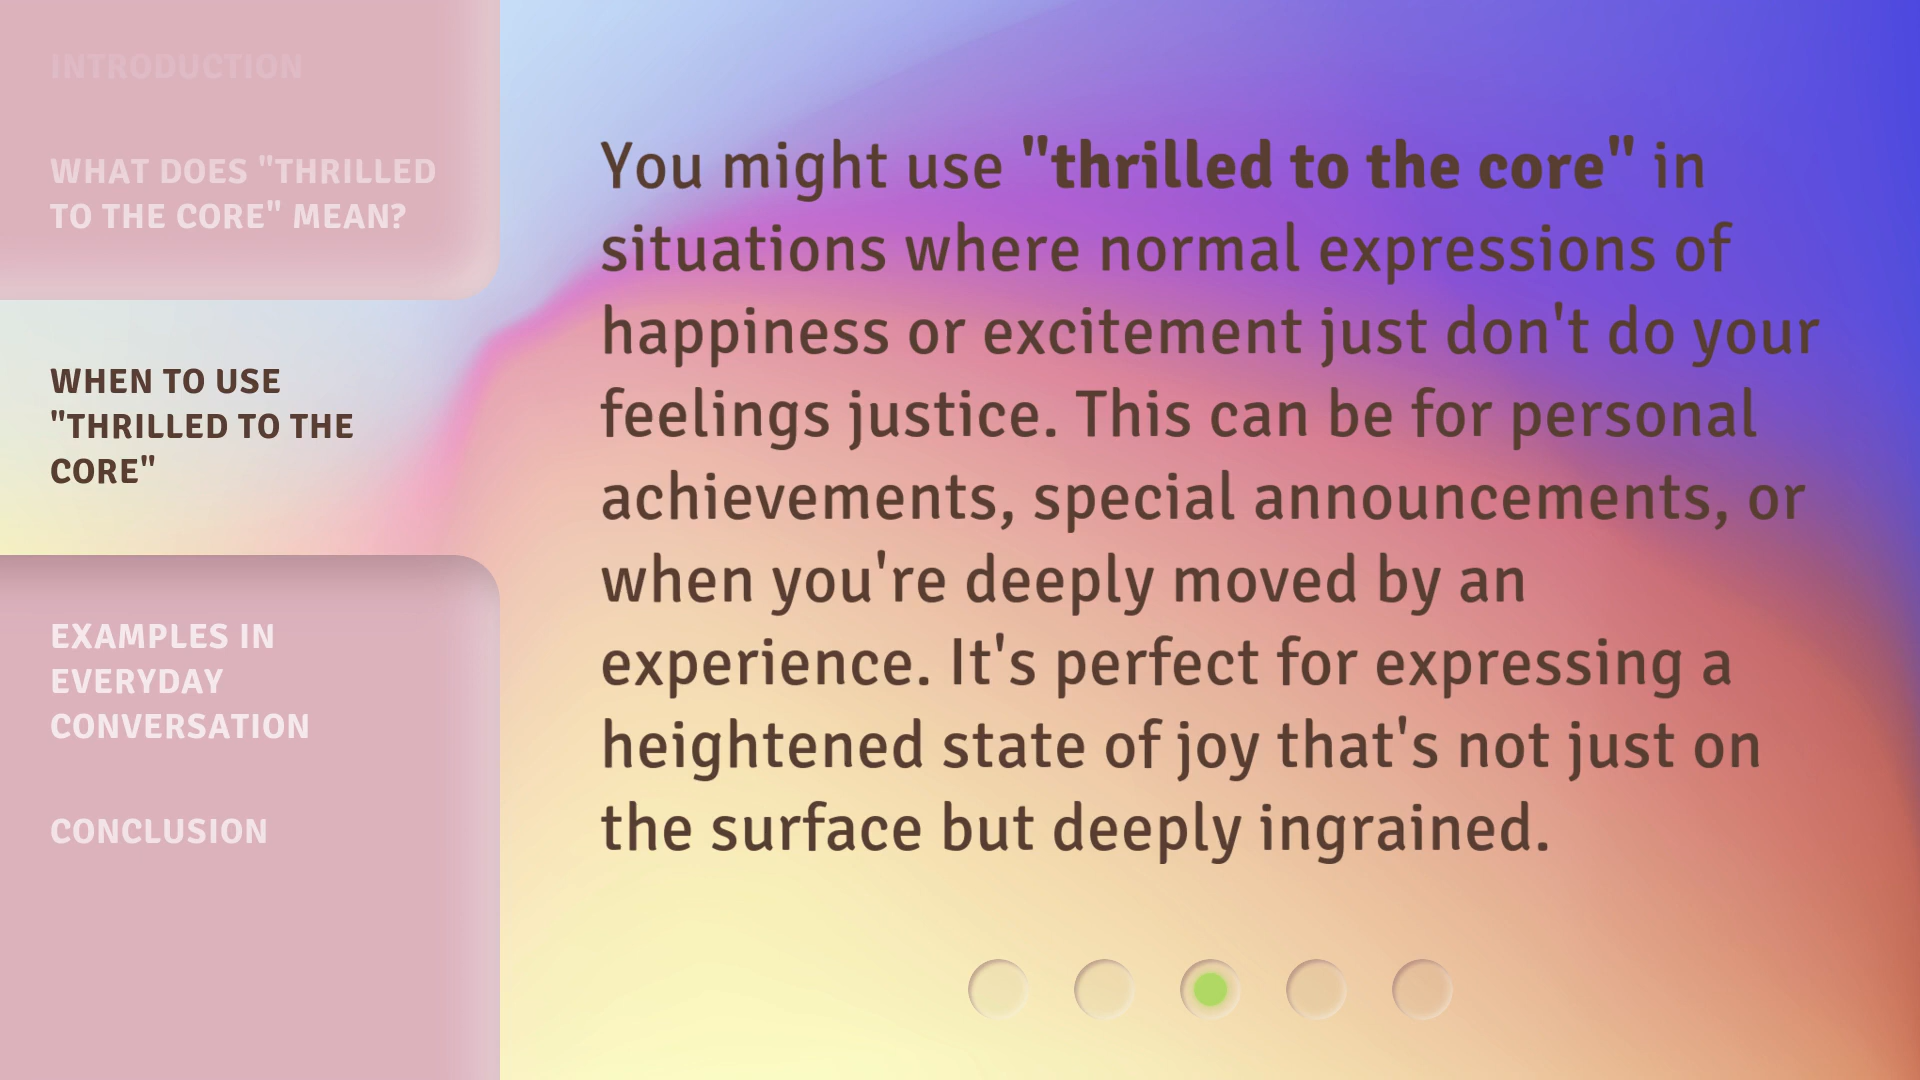 INTRODUCTION
WHAT DOES "THRILLED
TO THE CORE" MEAN?
WHEN TO USE
"THRILLED TO THE
CORE"
EXAMPLES IN
EVERYDAY
CONVERSATION
CONCLUSION
You might use "thrilled to the core" in
situations where normal expressions of
happiness or excitement just don't do your
feelings justice. This can be for personal
achievements, special announcements, or
when you're deeply moved by an
experience. It's perfect for expressing a
heightened state of joy that's not just on
the surface but deeply ingrained.